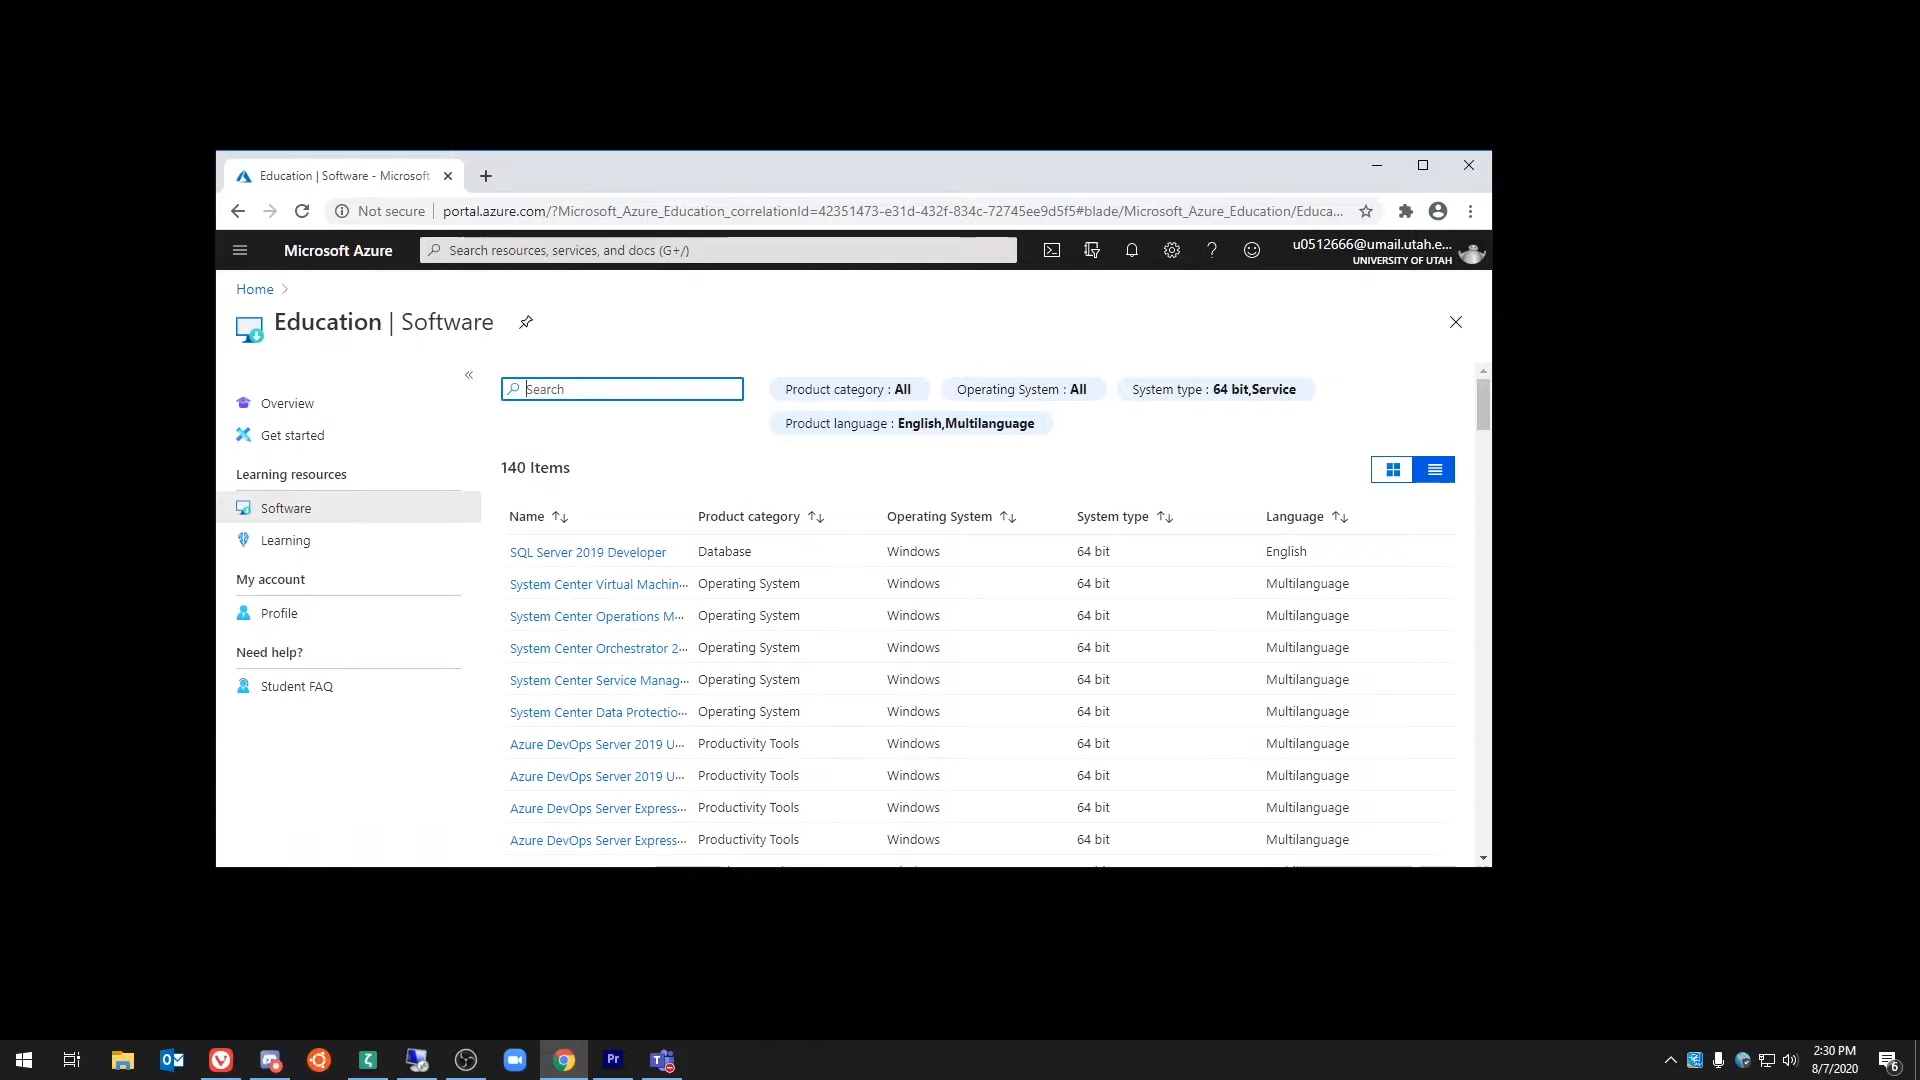 Education | Software - Microsoft
Not secure
portal.azure.com/?Microsoft_Azure_Education_correlationId=42351473-e31d-432f-834c-72745ee9d5f5#blade/Microsoft_Azure_Education/Educa...
Microsoft Azure
Search resources, services, and docs (G+/)
u0512666@umail.utah.e...
UNIVERSITY OF UTAH
Home
Education | Software
Search
Product category : All
Operating System : All
System type : 64 bit,Service
Product language : English,Multilanguage
Overview
Get started
Learning resources
Software
Learning
My account
Profile
Need help?
Student FAQ
140 Items
Name Product category Operating System System type Language
SQL Server 2019 Developer Database Windows 64 bit English
System Center Virtual Machin... Operating System Windows 64 bit Multilanguage
System Center Operations M... Operating System Windows 64 bit Multilanguage
System Center Orchestrator 2... Operating System Windows 64 bit Multilanguage
System Center Service Manag... Operating System Windows 64 bit Multilanguage
System Center Data Protectio... Operating System Windows 64 bit Multilanguage
Azure DevOps Server 2019 U... Productivity Tools Windows 64 bit Multilanguage
Azure DevOps Server 2019 U... Productivity Tools Windows 64 bit Multilanguage
Azure DevOps Server Express... Productivity Tools Windows 64 bit Multilanguage
Azure DevOps Server Express... Productivity Tools Windows 64 bit Multilanguage
Pr
2:30 PM
8/7/2020
6